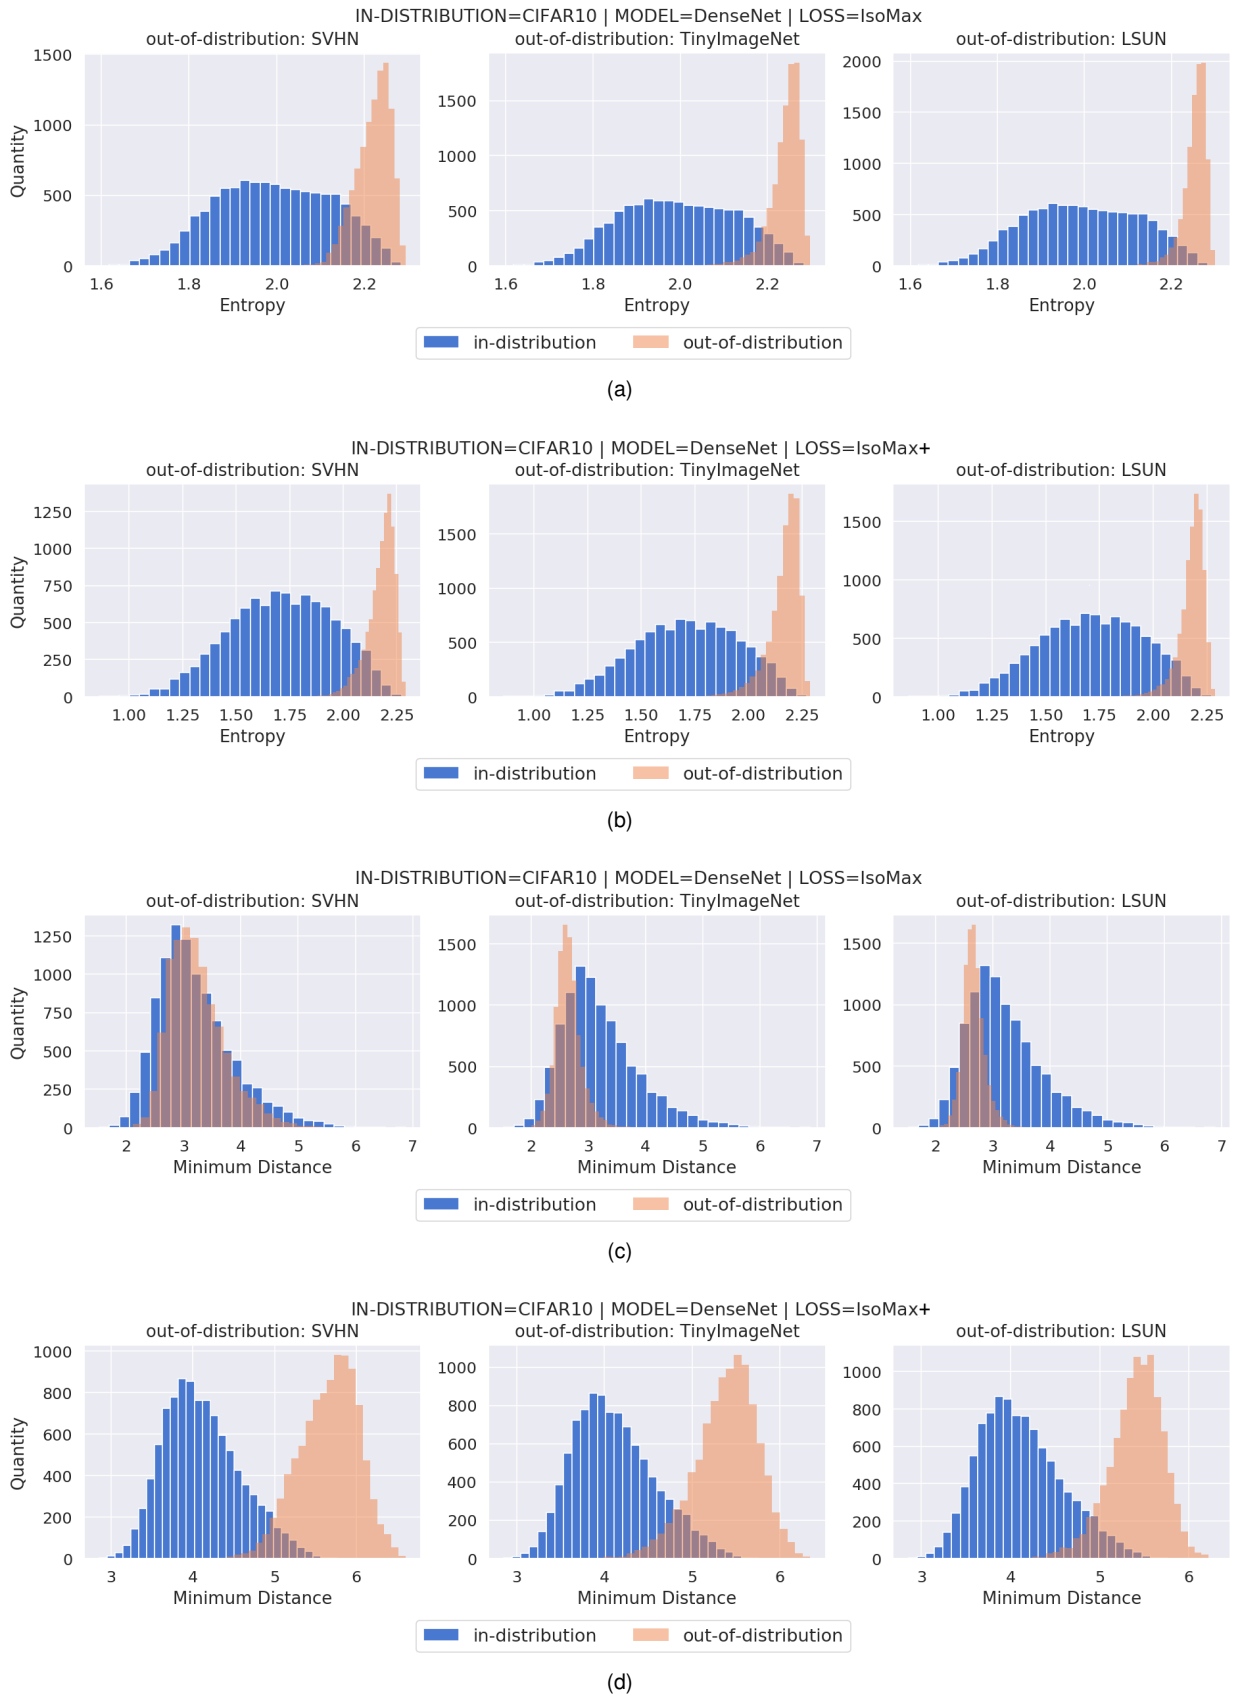 IN-DISTRIBUTION=CIFAR10 | MODEL=DenseNet | LOSS=IsoMax
out-of-distribution: SVHN
out-of-distribution: TinyImageNet
out-of-distribution: LSUN
1500
1000
500
0
Quantity
1.6 1.8 2.0 2.2
Entropy
1500
1000
500
0
1.6 1.8 2.0 2.2
Entropy
2000
1500
1000
500
0
1.6 1.8 2.0 2.2
Entropy
in-distribution out-of-distribution
(a)
IN-DISTRIBUTION=CIFAR10 | MODEL=DenseNet | LOSS=IsoMax+
out-of-distribution: SVHN
out-of-distribution: TinyImageNet
out-of-distribution: LSUN
1250
1000
750
500
250
0
Quantity
1.00 1.25 1.50 1.75 2.00 2.25
Entropy
1500
1000
500
0
1.00 1.25 1.50 1.75 2.00 2.25
Entropy
1500
1000
500
0
1.00 1.25 1.50 1.75 2.00 2.25
Entropy
in-distribution out-of-distribution
(b)
IN-DISTRIBUTION=CIFAR10 | MODEL=DenseNet | LOSS=IsoMax
out-of-distribution: SVHN
out-of-distribution: TinyImageNet
out-of-distribution: LSUN
1250
1000
750
500
250
0
Quantity
2 3 4 5 6 7
Minimum Distance
1500
1000
500
0
2 3 4 5 6 7
Minimum Distance
1500
1000
500
0
2 3 4 5 6 7
Minimum Distance
in-distribution out-of-distribution
(c)
IN-DISTRIBUTION=CIFAR10 | MODEL=DenseNet | LOSS=IsoMax+
out-of-distribution: SVHN
out-of-distribution: TinyImageNet
out-of-distribution: LSUN
1000
800
600
400
200
0
Quantity
3 4 5 6
Minimum Distance
1000
800
600
400
200
0
3 4 5 6
Minimum Distance
1000
800
600
400
200
0
3 4 5 6
Minimum Distance
in-distribution out-of-distribution
(d)